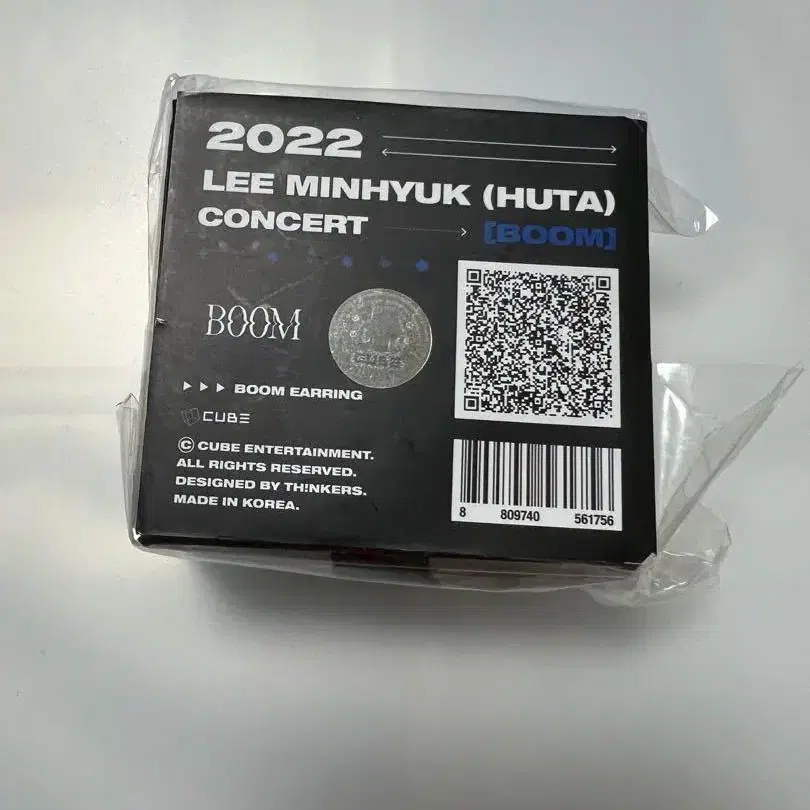 2022
LEE MINHYUK (HUTA)
CONCERT [BOOM]
BOOM
CUBE
BOOM EARRING
CUBE
© CUBE ENTERTAINMENT.
ALL RIGHTS RESERVED.
DESIGNED BY TH!NKERS.
MADE IN KOREA.
8 809740 561756